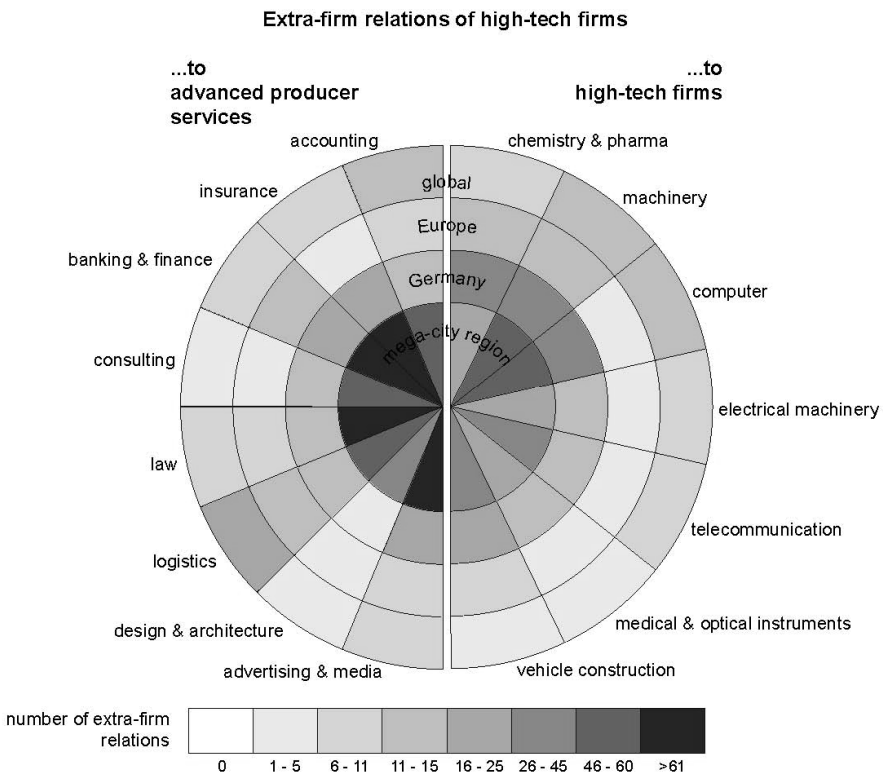 Extra-firm relations of high-tech firms
...to
advanced producer
services
...to
high-tech firms
accounting
chemistry & pharma
insurance
machinery
banking & finance
computer
consulting
electrical machinery
law
telecommunication
logistics
medical & optical instruments
design & architecture
vehicle construction
advertising & media
global
Europe
Germany
mega-city region
number of extra-firm
relations
0
1 - 5
6 - 11
11 - 15
16 - 25
26 - 45
46 - 60
>61